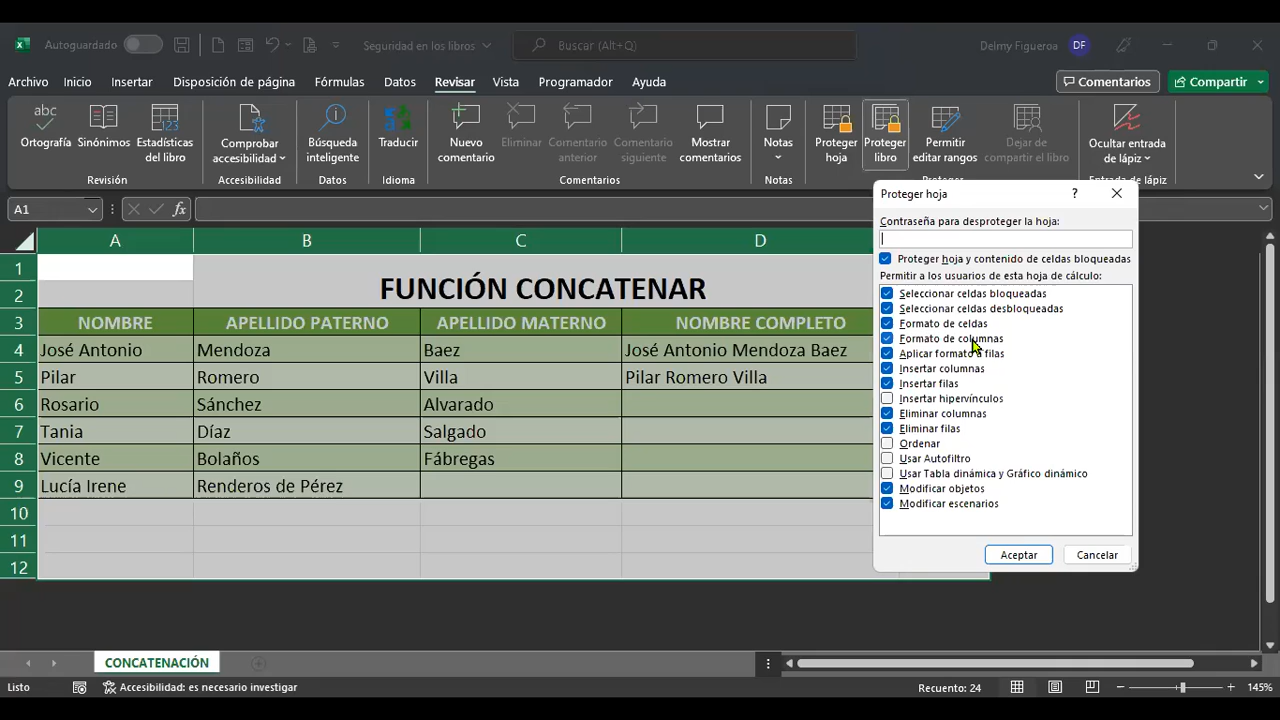 Autoguardado
Seguridad en los libros
Buscar (Alt+Q)
Delmy Figueroa
DF
Archivo
Inicio
Insertar
Disposición de página
Fórmulas
Datos
Revisar
Vista
Programador
Ayuda
Comentarios
Compartir
abc
Ortografía
Sinónimos
123
Estadísticas
del libro
Revisión
Comprobar
accesibilidad
Accesibilidad
Búsqueda
inteligente
Datos
Traducir
Idioma
Nuevo
comentario
Eliminar
Comentario
anterior
Comentario
siguiente
Mostrar
comentarios
Comentarios
Notas
Notas
Proteger
hoja
Proteger
libro
Permitir
editar rangos
Dejar de
compartir el libro
Proteger
Ocultar entrada
de lápiz
Entrada de lápiz
A1
fx
A B C D
1
2 FUNCIÓN CONCATENAR
3 NOMBRE APELLIDO PATERNO APELLIDO MATERNO NOMBRE COMPLETO
4 José Antonio Mendoza Baez José Antonio Mendoza Baez
5 Pilar Romero Villa Pilar Romero Villa
6 Rosario Sánchez Alvarado
7 Tania Díaz Salgado
8 Vicente Bolaños Fábregas
9 Lucía Irene Renderos de Pérez
10
11
12
Proteger hoja
?
Contraseña para desproteger la hoja:
Proteger hoja y contenido de celdas bloqueadas
Permitir a los usuarios de esta hoja de cálculo:
Seleccionar celdas bloqueadas
Seleccionar celdas desbloqueadas
Formato de celdas
Formato de columnas
Aplicar formato a filas
Insertar columnas
Insertar filas
Insertar hipervínculos
Eliminar columnas
Eliminar filas
Ordenar
Usar Autofiltro
Usar Tabla dinámica y Gráfico dinámico
Modificar objetos
Modificar escenarios
Aceptar
Cancelar
CONCATENACIÓN
Listo
Accesibilidad: es necesario investigar
Recuento: 24
145%